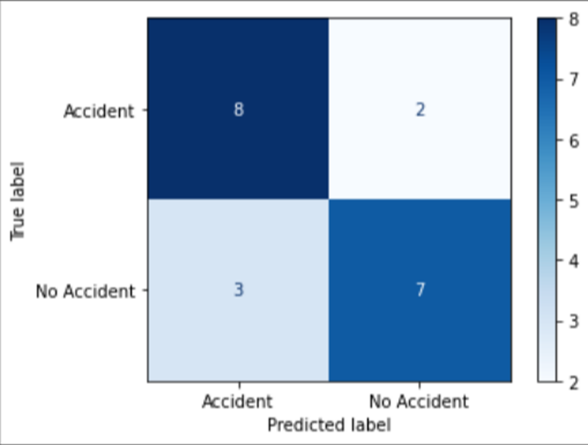 8
7
6
5
4
3
2
True label
Accident
8
2
No Accident
3
7
Accident
No Accident
Predicted label